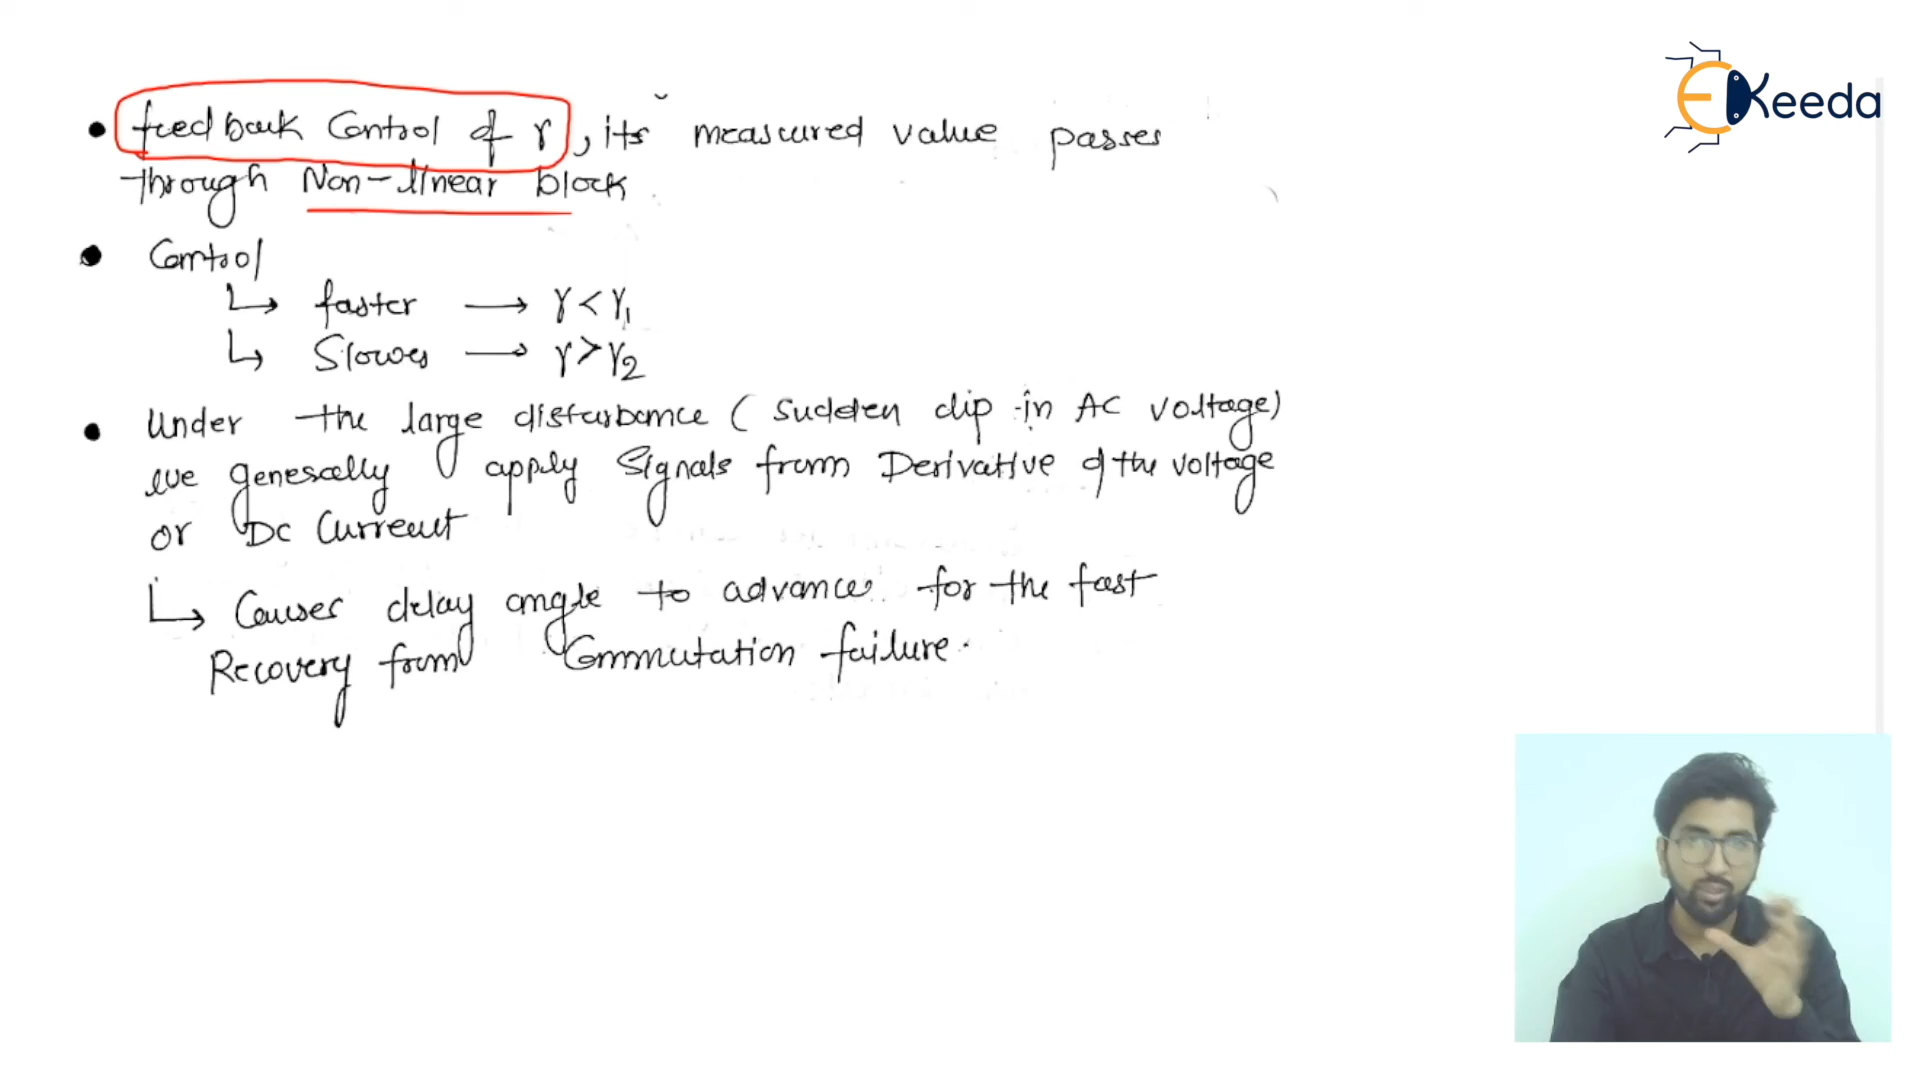 EKeeda
• feedback Control of γ, its measured value passes
through Non-linear block
• Control
↳ faster → γ < γ₁
↳ Slower → γ > γ₂
• Under the large disturbance ( sudden dip in AC voltage)
we generally apply signals from Derivative of the voltage
or DC Current
↳ Causes delay angle to advance for the fast
Recovery from Commutation failure.